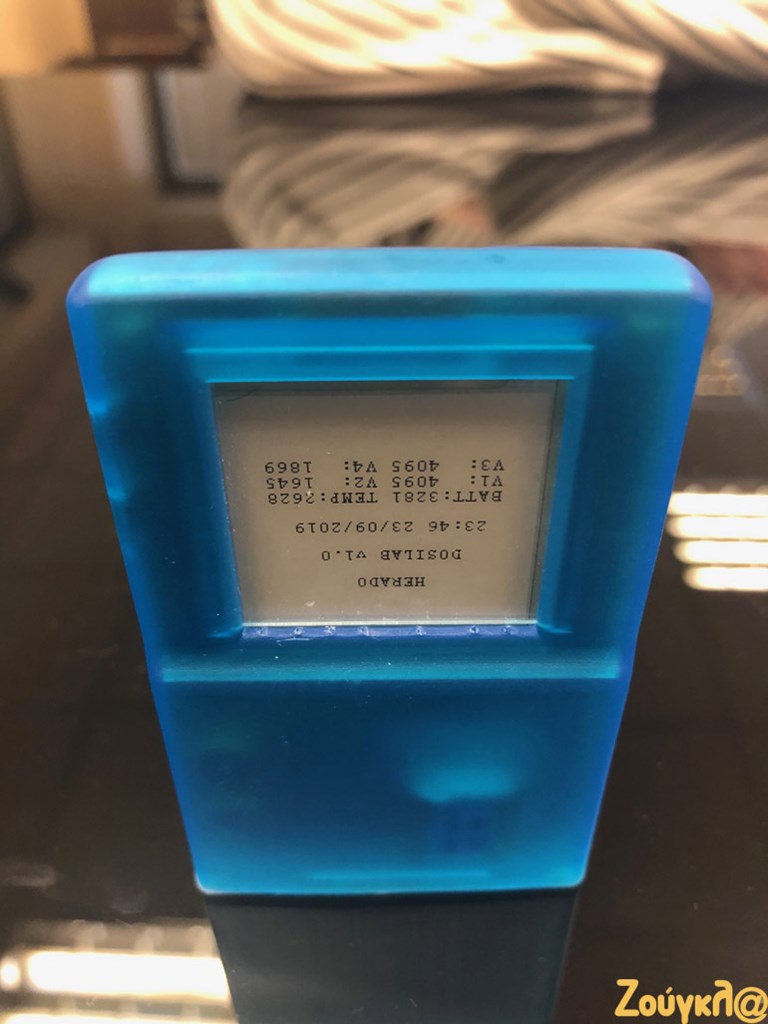 HERADO
DOSILAB v1.0
23:46 23/09/2019
BATT:3281 TEMP:2628
V1: 4095 V2: 1645
V3: 4095 V4: 1869
Ζούγκλ@